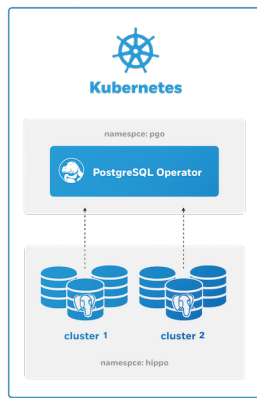 Kubernetes
namespce: pgo
PostgreSQL Operator
cluster 1
cluster 2
namespce: hippo